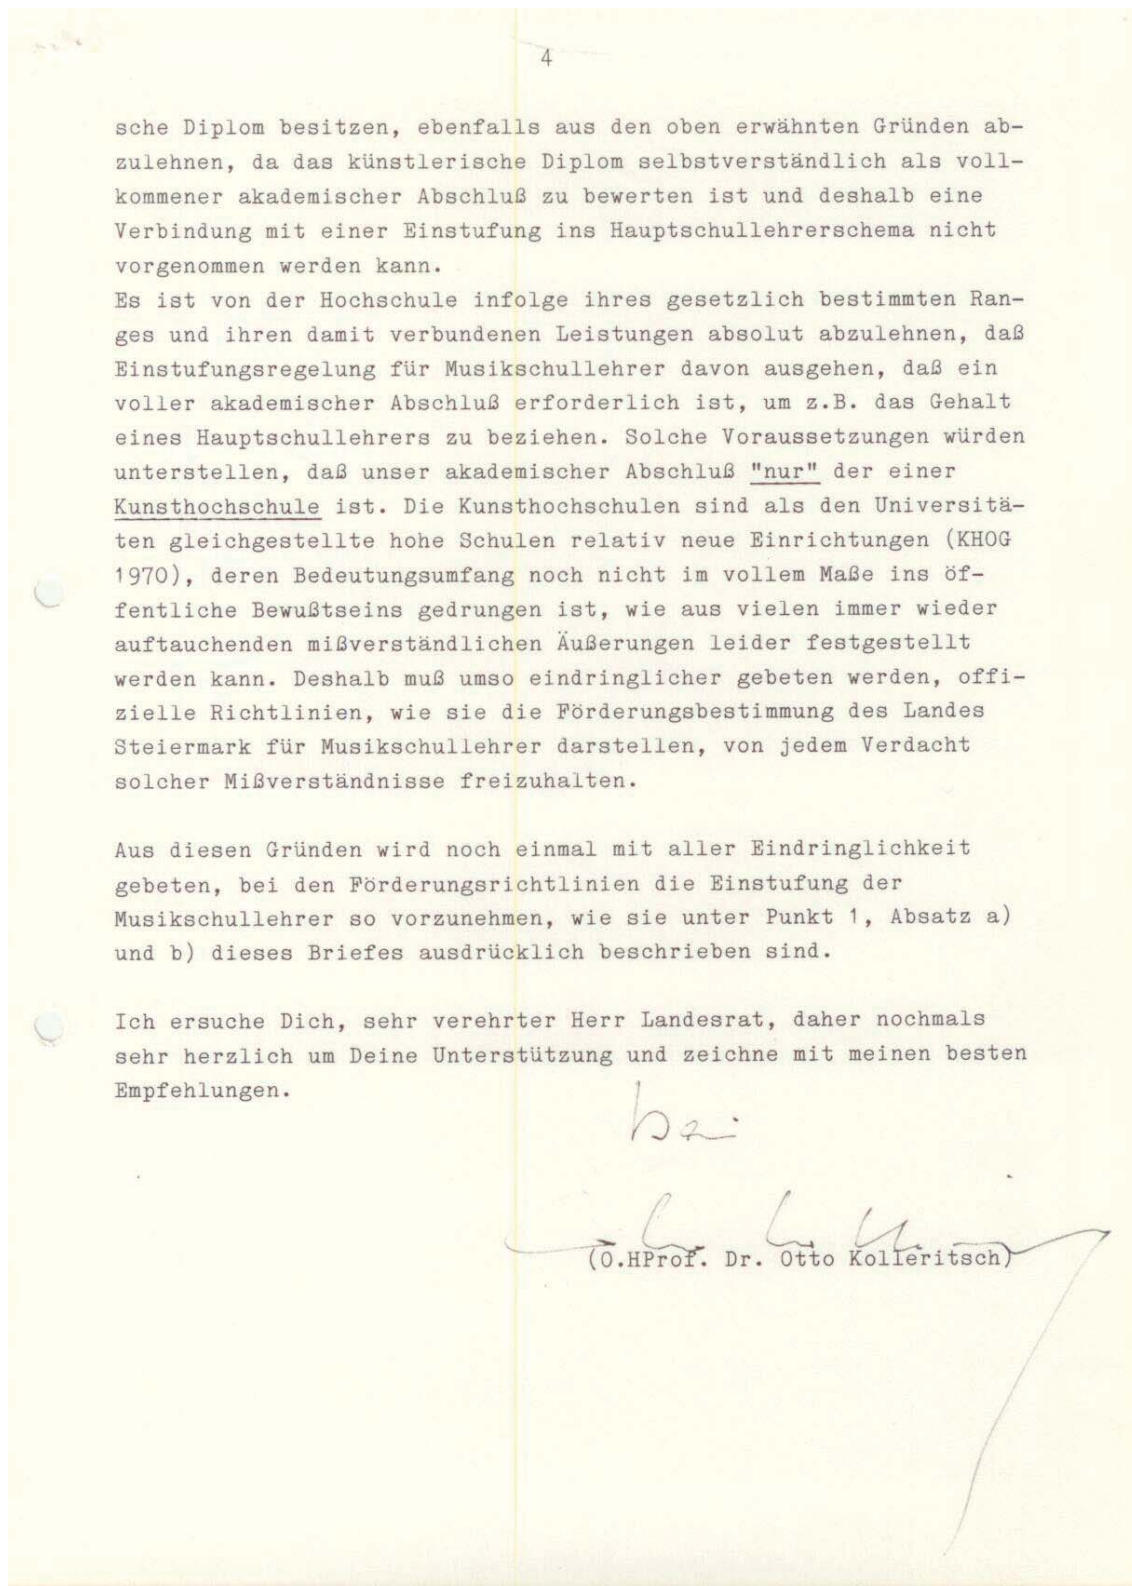 4
sche Diplom besitzen, ebenfalls aus den oben erwähnten Gründen ab-
zulehnen, da das künstlerische Diplom selbstverständlich als voll-
kommener akademischer Abschluß zu bewerten ist und deshalb eine
Verbindung mit einer Einstufung ins Hauptschullehrerschema nicht
vorgenommen werden kann.
Es ist von der Hochschule infolge ihres gesetzlich bestimmten Ran-
ges und ihren damit verbundenen Leistungen absolut abzulehnen, daß
Einstufungsregelung für Musikschullehrer davon ausgehen, daß ein
voller akademischer Abschluß erforderlich ist, um z.B. das Gehalt
eines Hauptschullehrers zu beziehen. Solche Voraussetzungen würden
unterstellen, daß unser akademischer Abschluß "nur" der einer
Kunsthochschule ist. Die Kunsthochschulen sind als den Universitä-
ten gleichgestellte hohe Schulen relativ neue Einrichtungen (KHOG
1970), deren Bedeutungsumfang noch nicht im vollem Maße ins öf-
fentliche Bewußtseins gedrungen ist, wie aus vielen immer wieder
auftauchenden mißverständlichen Äußerungen leider festgestellt
werden kann. Deshalb muß umso eindringlicher gebeten werden, offi-
zielle Richtlinien, wie sie die Förderungsbestimmung des Landes
Steiermark für Musikschullehrer darstellen, von jedem Verdacht
solcher Mißverständnisse freizuhalten.
Aus diesen Gründen wird noch einmal mit aller Eindringlichkeit
gebeten, bei den Förderungsrichtlinien die Einstufung der
Musikschullehrer so vorzunehmen, wie sie unter Punkt 1, Absatz a)
und b) dieses Briefes ausdrücklich beschrieben sind.
Ich ersuche Dich, sehr verehrter Herr Landesrat, daher nochmals
sehr herzlich um Deine Unterstützung und zeichne mit meinen besten
Empfehlungen.
(O.HProf. Dr. Otto Kolleritsch)